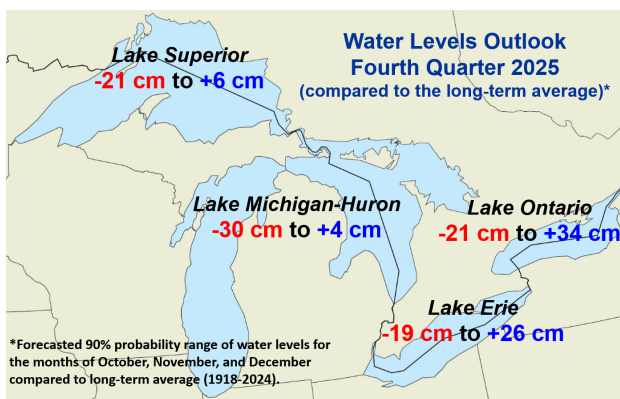 Water Levels Outlook
Fourth Quarter 2025
(compared to the long-term average)*
Lake Superior
-21 cm to +6 cm
Lake Michigan-Huron
-30 cm to +4 cm
Lake Ontario
-21 cm to +34 cm
Lake Erie
-19 cm to +26 cm
*Forecasted 90% probability range of water levels for
the months of October, November, and December
compared to long-term average (1918-2024).